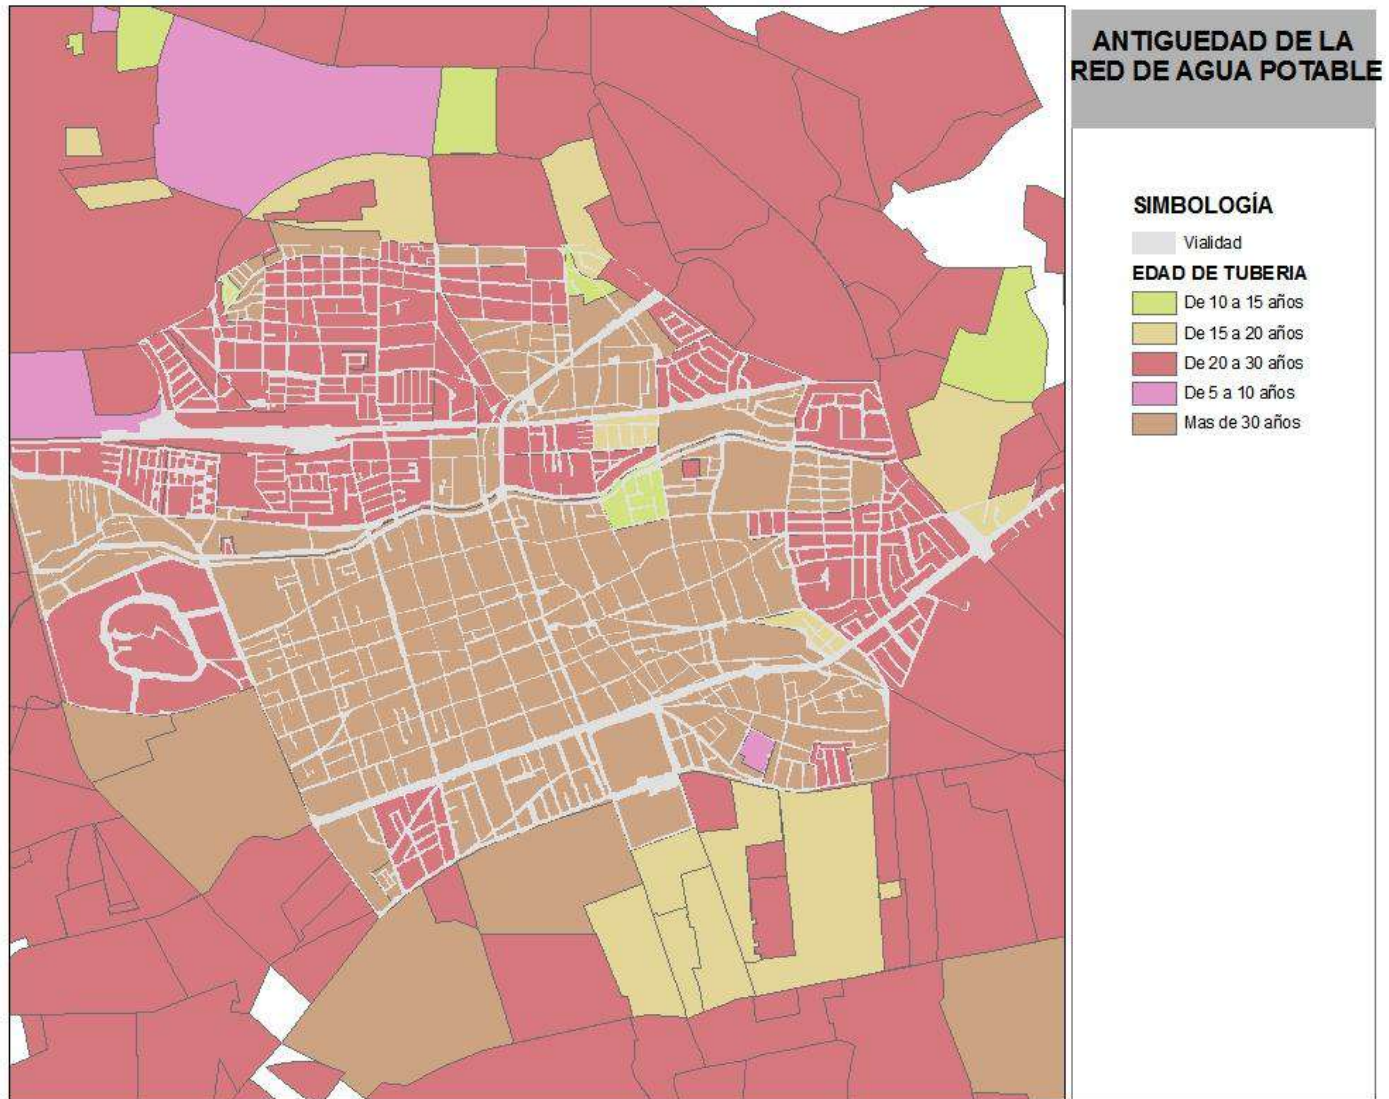 ANTIGUEDAD DE LA
RED DE AGUA POTABLE
SIMBOLOGÍA
Vialidad
EDAD DE TUBERIA
De 10 a 15 años
De 15 a 20 años
De 20 a 30 años
De 5 a 10 años
Mas de 30 años